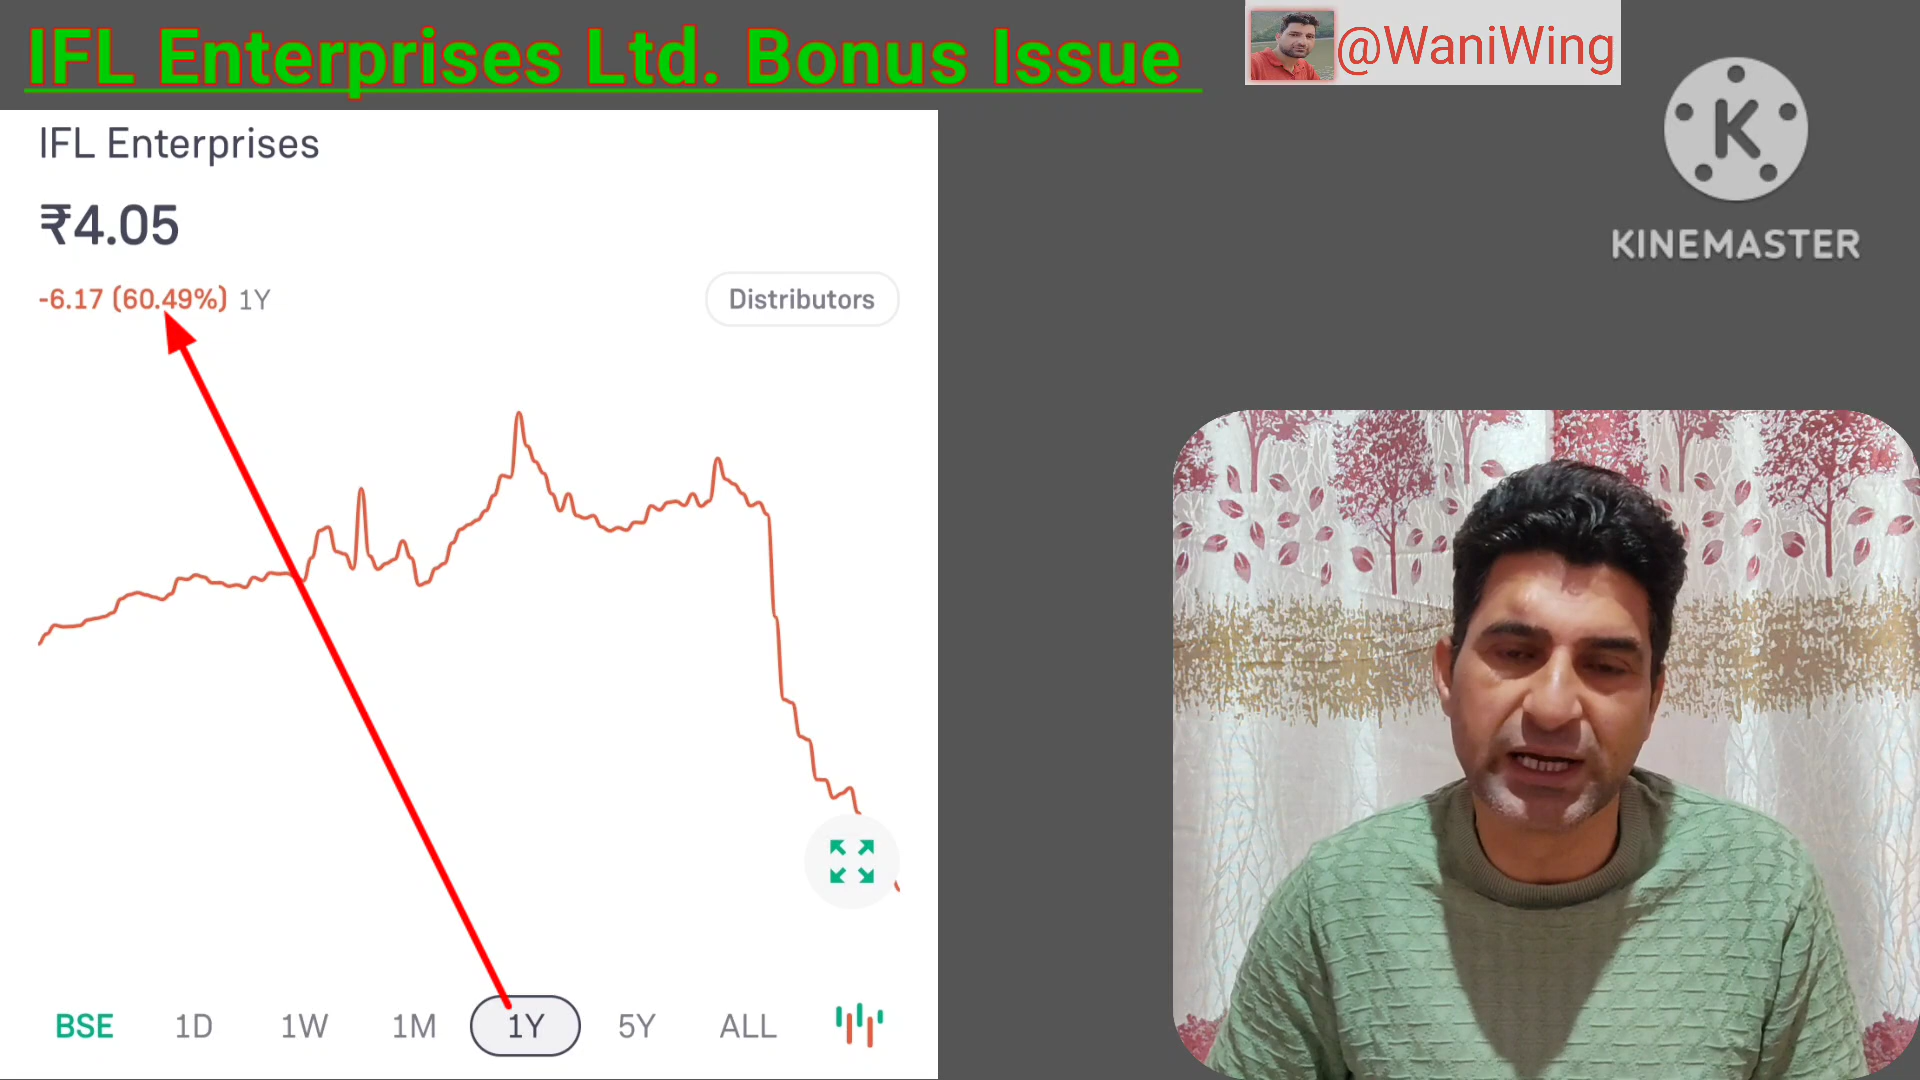 IFL Enterprises Ltd. Bonus Issue
@WaniWing
K
KINEMASTER
IFL Enterprises
₹4.05
-6.17 (60.49%) 1Y
Distributors
BSE 1D 1W 1M 1Y 5Y ALL